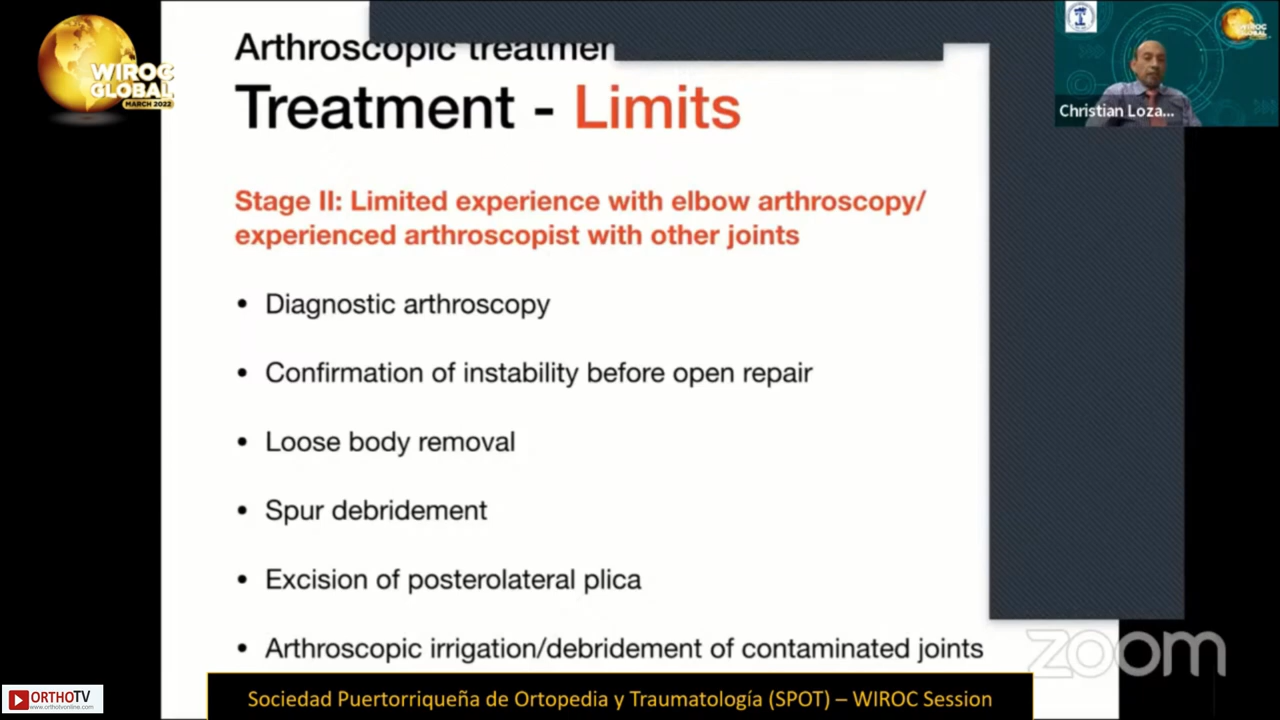 WIROC
GLOBAL
MARCH 2022
Arthroscopic
Treatment - Limits
Christian Loza...
Stage II: Limited experience with elbow arthroscopy/
experienced arthroscopist with other joints
• Diagnostic arthroscopy
• Confirmation of instability before open repair
• Loose body removal
• Spur debridement
• Excision of posterolateral plica
• Arthroscopic irrigation/debridement of contaminated joints
zoom
ORTHOTV
www.orthotvonline.com
Sociedad Puertorriqueña de Ortopedia y Traumatología (SPOT) – WIROC Session